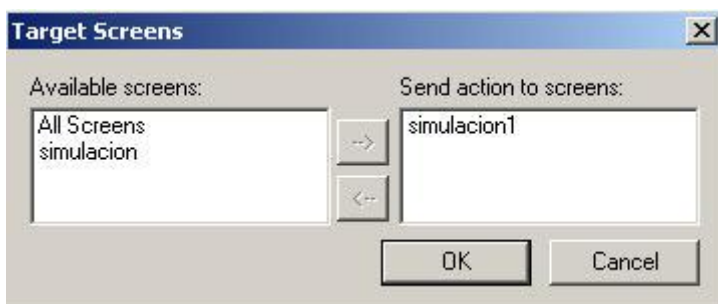 Target Screens
Available screens:
Send action to screens:
All Screens
simulacion
simulacion1
-->
<--
OK
Cancel